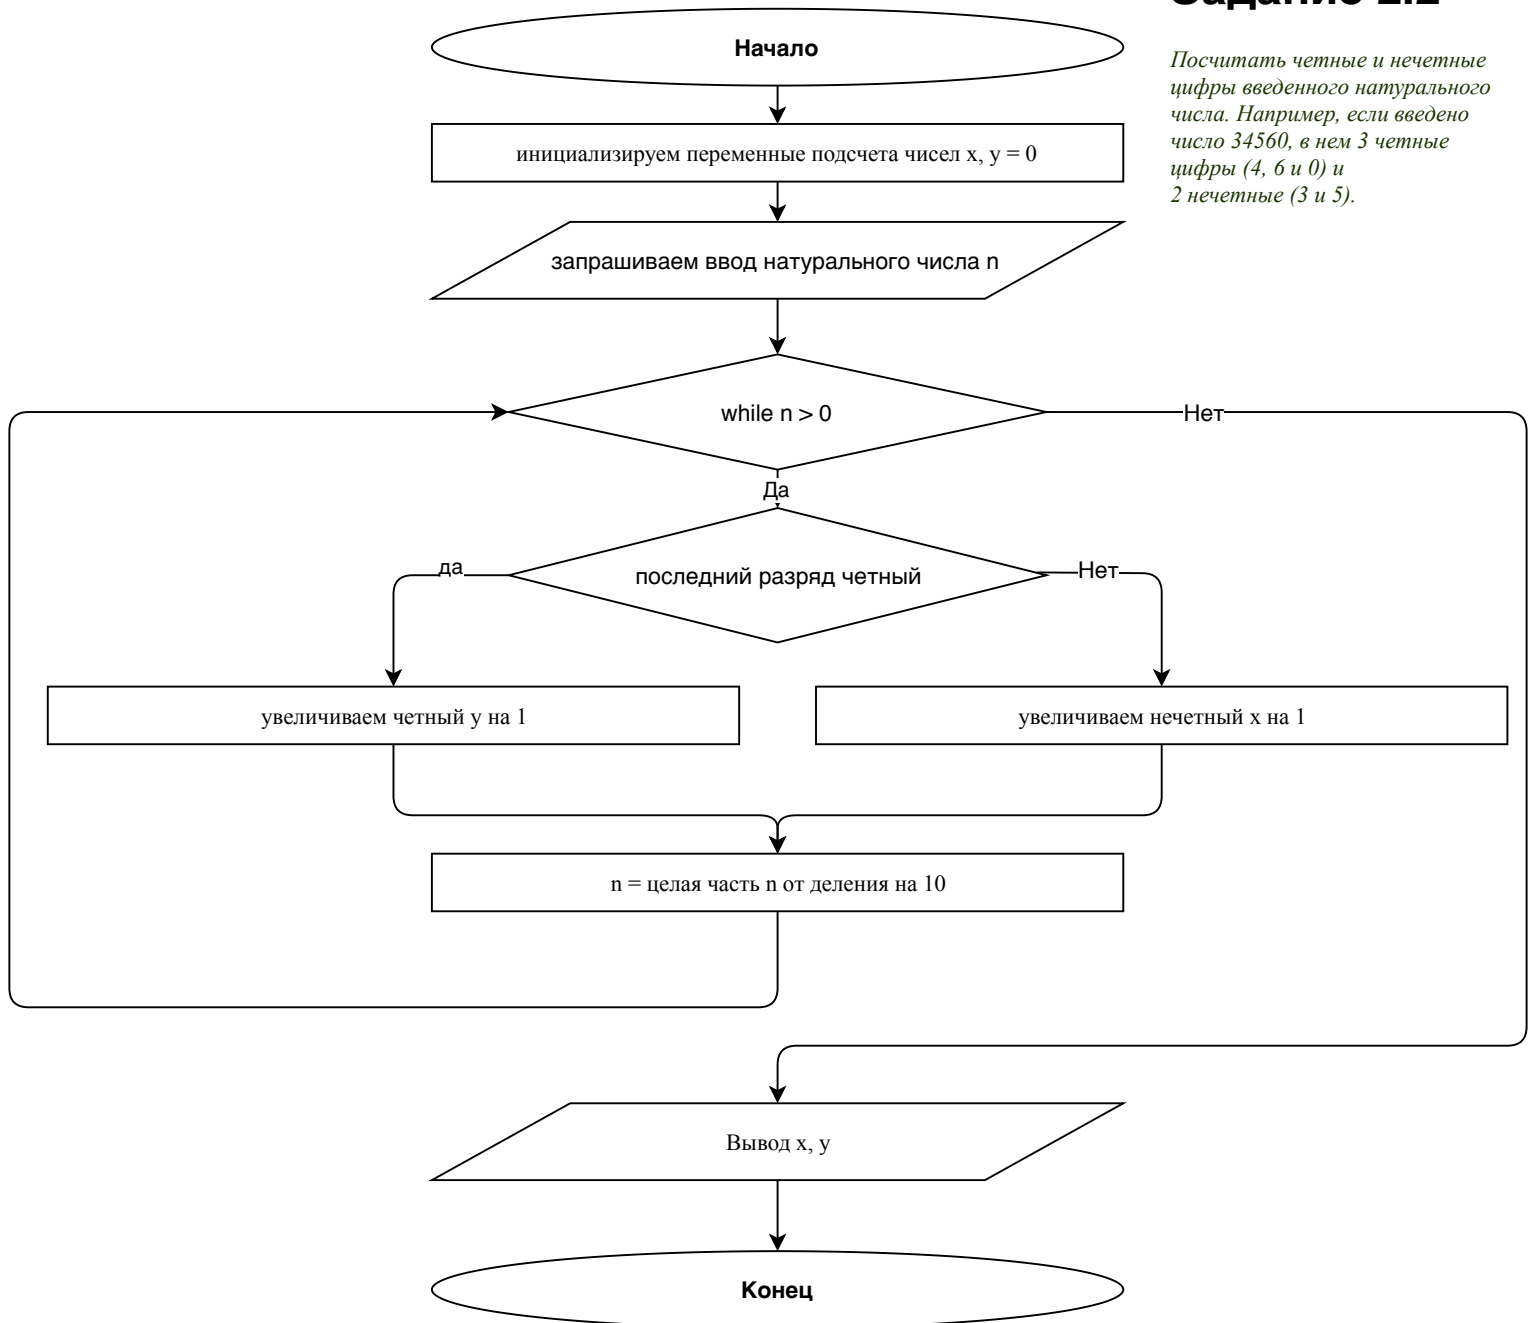 Задание 2.2
Начало
Посчитать четные и нечетные
цифры введенного натурального
числа. Например, если введено
число 34560, в нем 3 четные
цифры (4, 6 и 0) и
2 нечетные (3 и 5).
инициализируем переменные подсчета чисел x, y = 0
запрашиваем ввод натурального числа n
while n > 0
Нет
Да
да
последний разряд четный
Нет
увеличиваем четный y на 1
увеличиваем нечетный x на 1
n = целая часть n от деления на 10
Вывод x, y
Конец